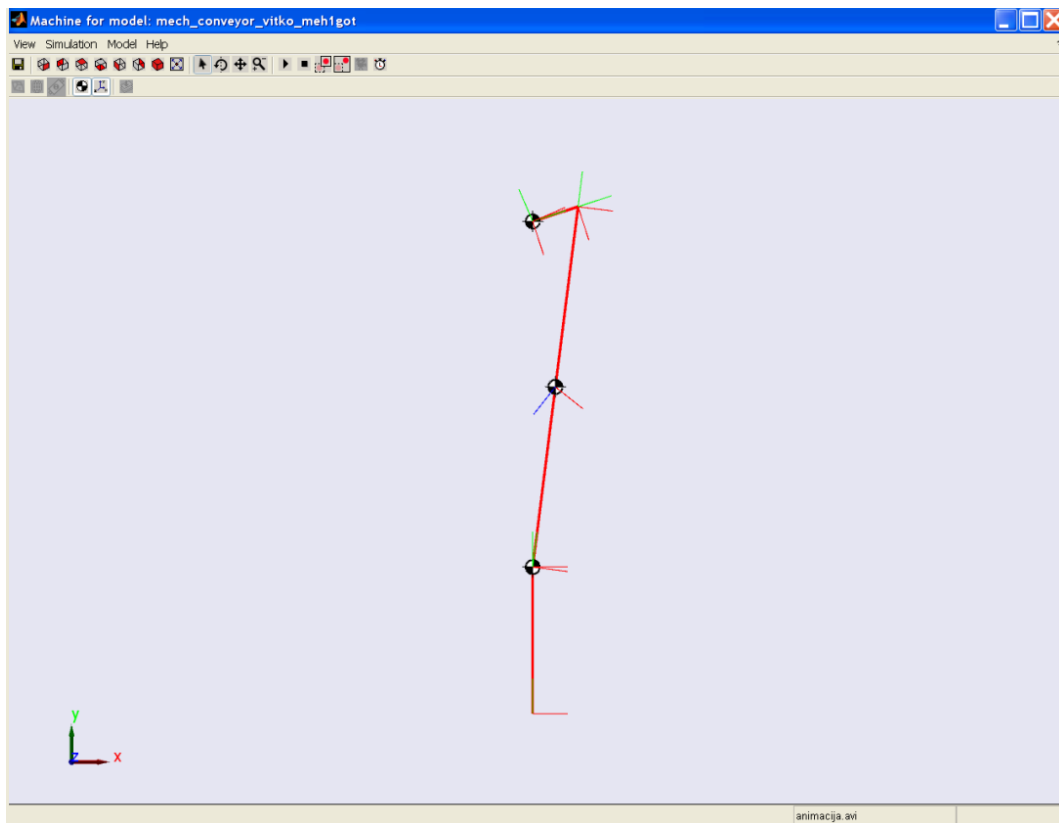 Machine for model: mech_conveyor_vitko_meh1got
View Simulation Model Help
y
z
x
animacija.avi